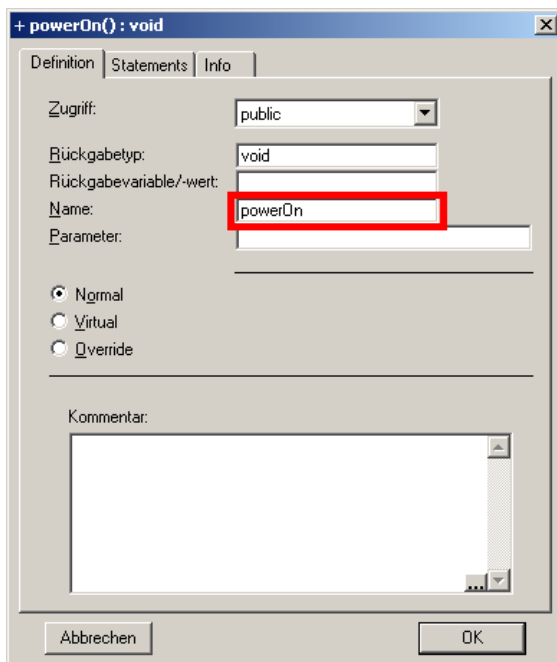 + powerOn() : void
Definition Statements Info
Zugriff: public
Rückgabetyp: void
Rückgabevariable/-wert:
Name: powerOn
Parameter:
Normal
Virtual
Override
Kommentar:
...
Abbrechen OK